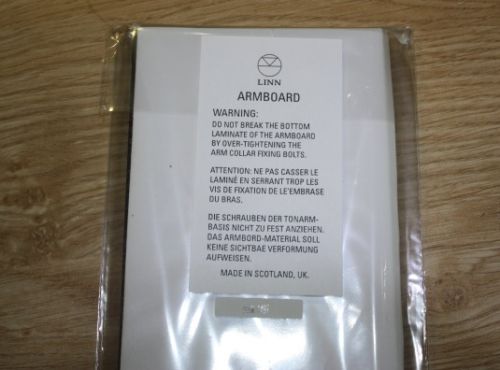 LINN
ARMBOARD
WARNING:
DO NOT BREAK THE BOTTOM
LAMINATE OF THE ARMBOARD
BY OVER-TIGHTENING THE
ARM COLLAR FIXING BOLTS.
ATTENTION: NE PAS CASSER LE
LAMINÉ EN SERRANT TROP LES
VIS DE FIXATION DE LE'EMBRASE
DU BRAS.
DIE SCHRAUBEN DER TONARM-
BASIS NICHT ZU FEST ANZIEHEN.
DAS ARMBORD-MATERIAL SOLL
KEINE SICHTBAE VERFORMUNG
AUFWEISEN.
MADE IN SCOTLAND, UK.